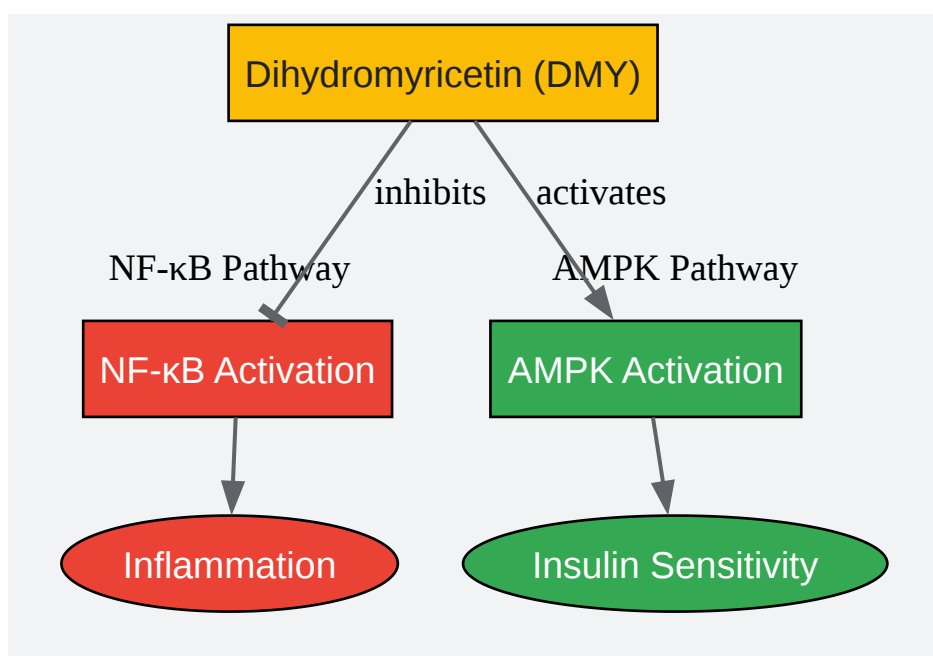 Dihydromyricetin (DMY)
inhibits
activates
NF-κB Pathway
AMPK Pathway
NF-κB Activation
AMPK Activation
Inflammation
Insulin Sensitivity